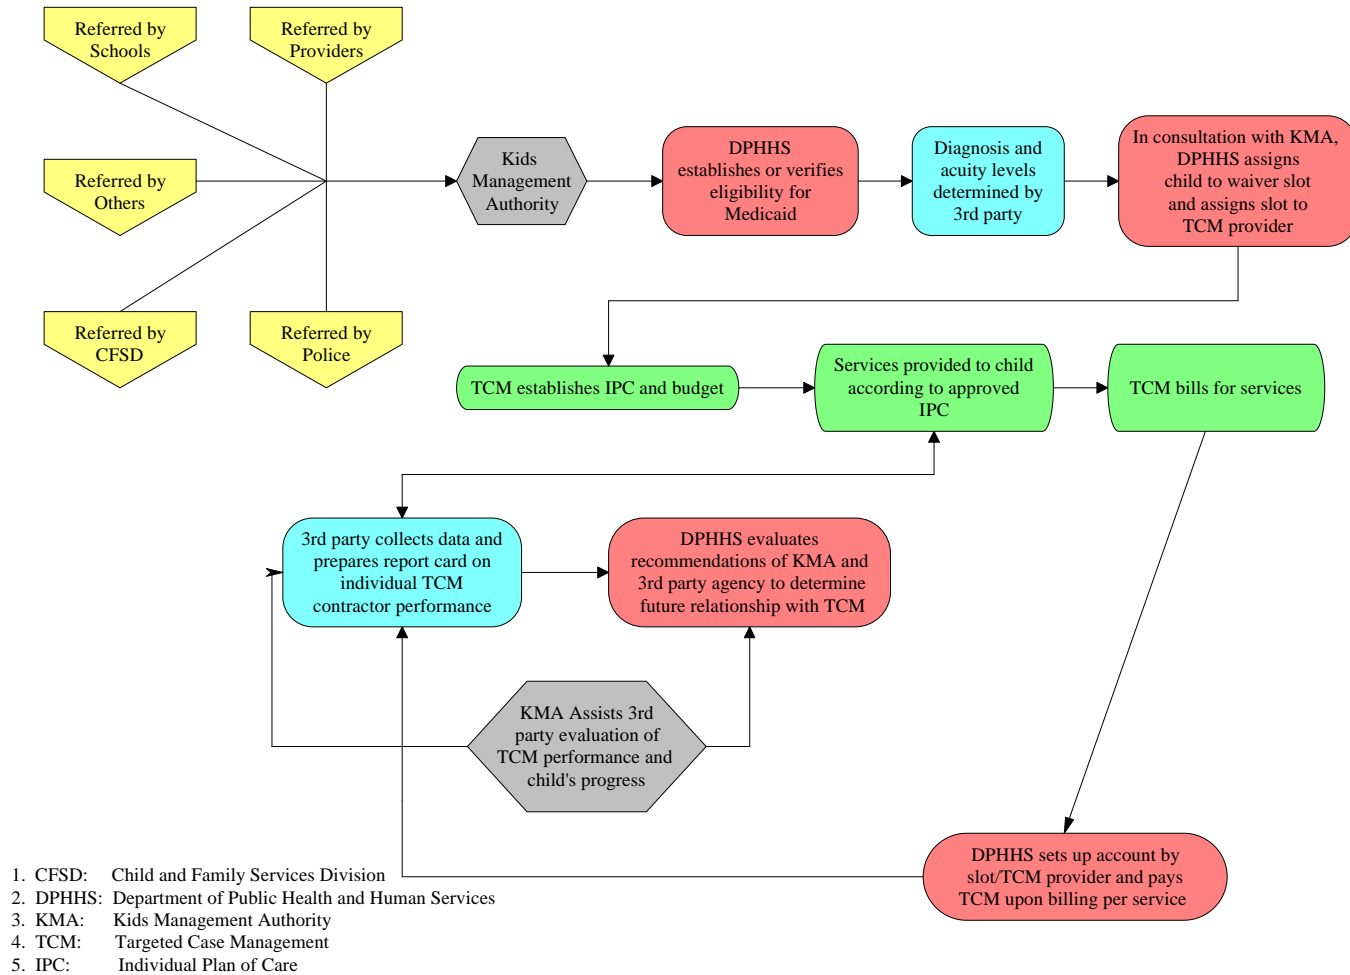 Referred by
Schools
Referred by
Providers
Referred by
Others
Referred by
CFSD
Referred by
Police
Kids
Management
Authority
DPHHS
establishes or verifies
eligibility for
Medicaid
Diagnosis and
acuity levels
determined by
3rd party
In consultation with KMA,
DPHHS assigns
child to waiver slot
and assigns slot to
TCM provider
TCM establishes IPC and budget
Services provided to child
according to approved
IPC
TCM bills for services
3rd party collects data and
prepares report card on
individual TCM
contractor performance
DPHHS evaluates
recommendations of KMA and
3rd party agency to determine
future relationship with TCM
KMA Assists 3rd
party evaluation of
TCM performance and
child's progress
DPHHS sets up account by
slot/TCM provider and pays
TCM upon billing per service
1. CFSD: Child and Family Services Division
2. DPHHS: Department of Public Health and Human Services
3. KMA: Kids Management Authority
4. TCM: Targeted Case Management
5. IPC: Individual Plan of Care